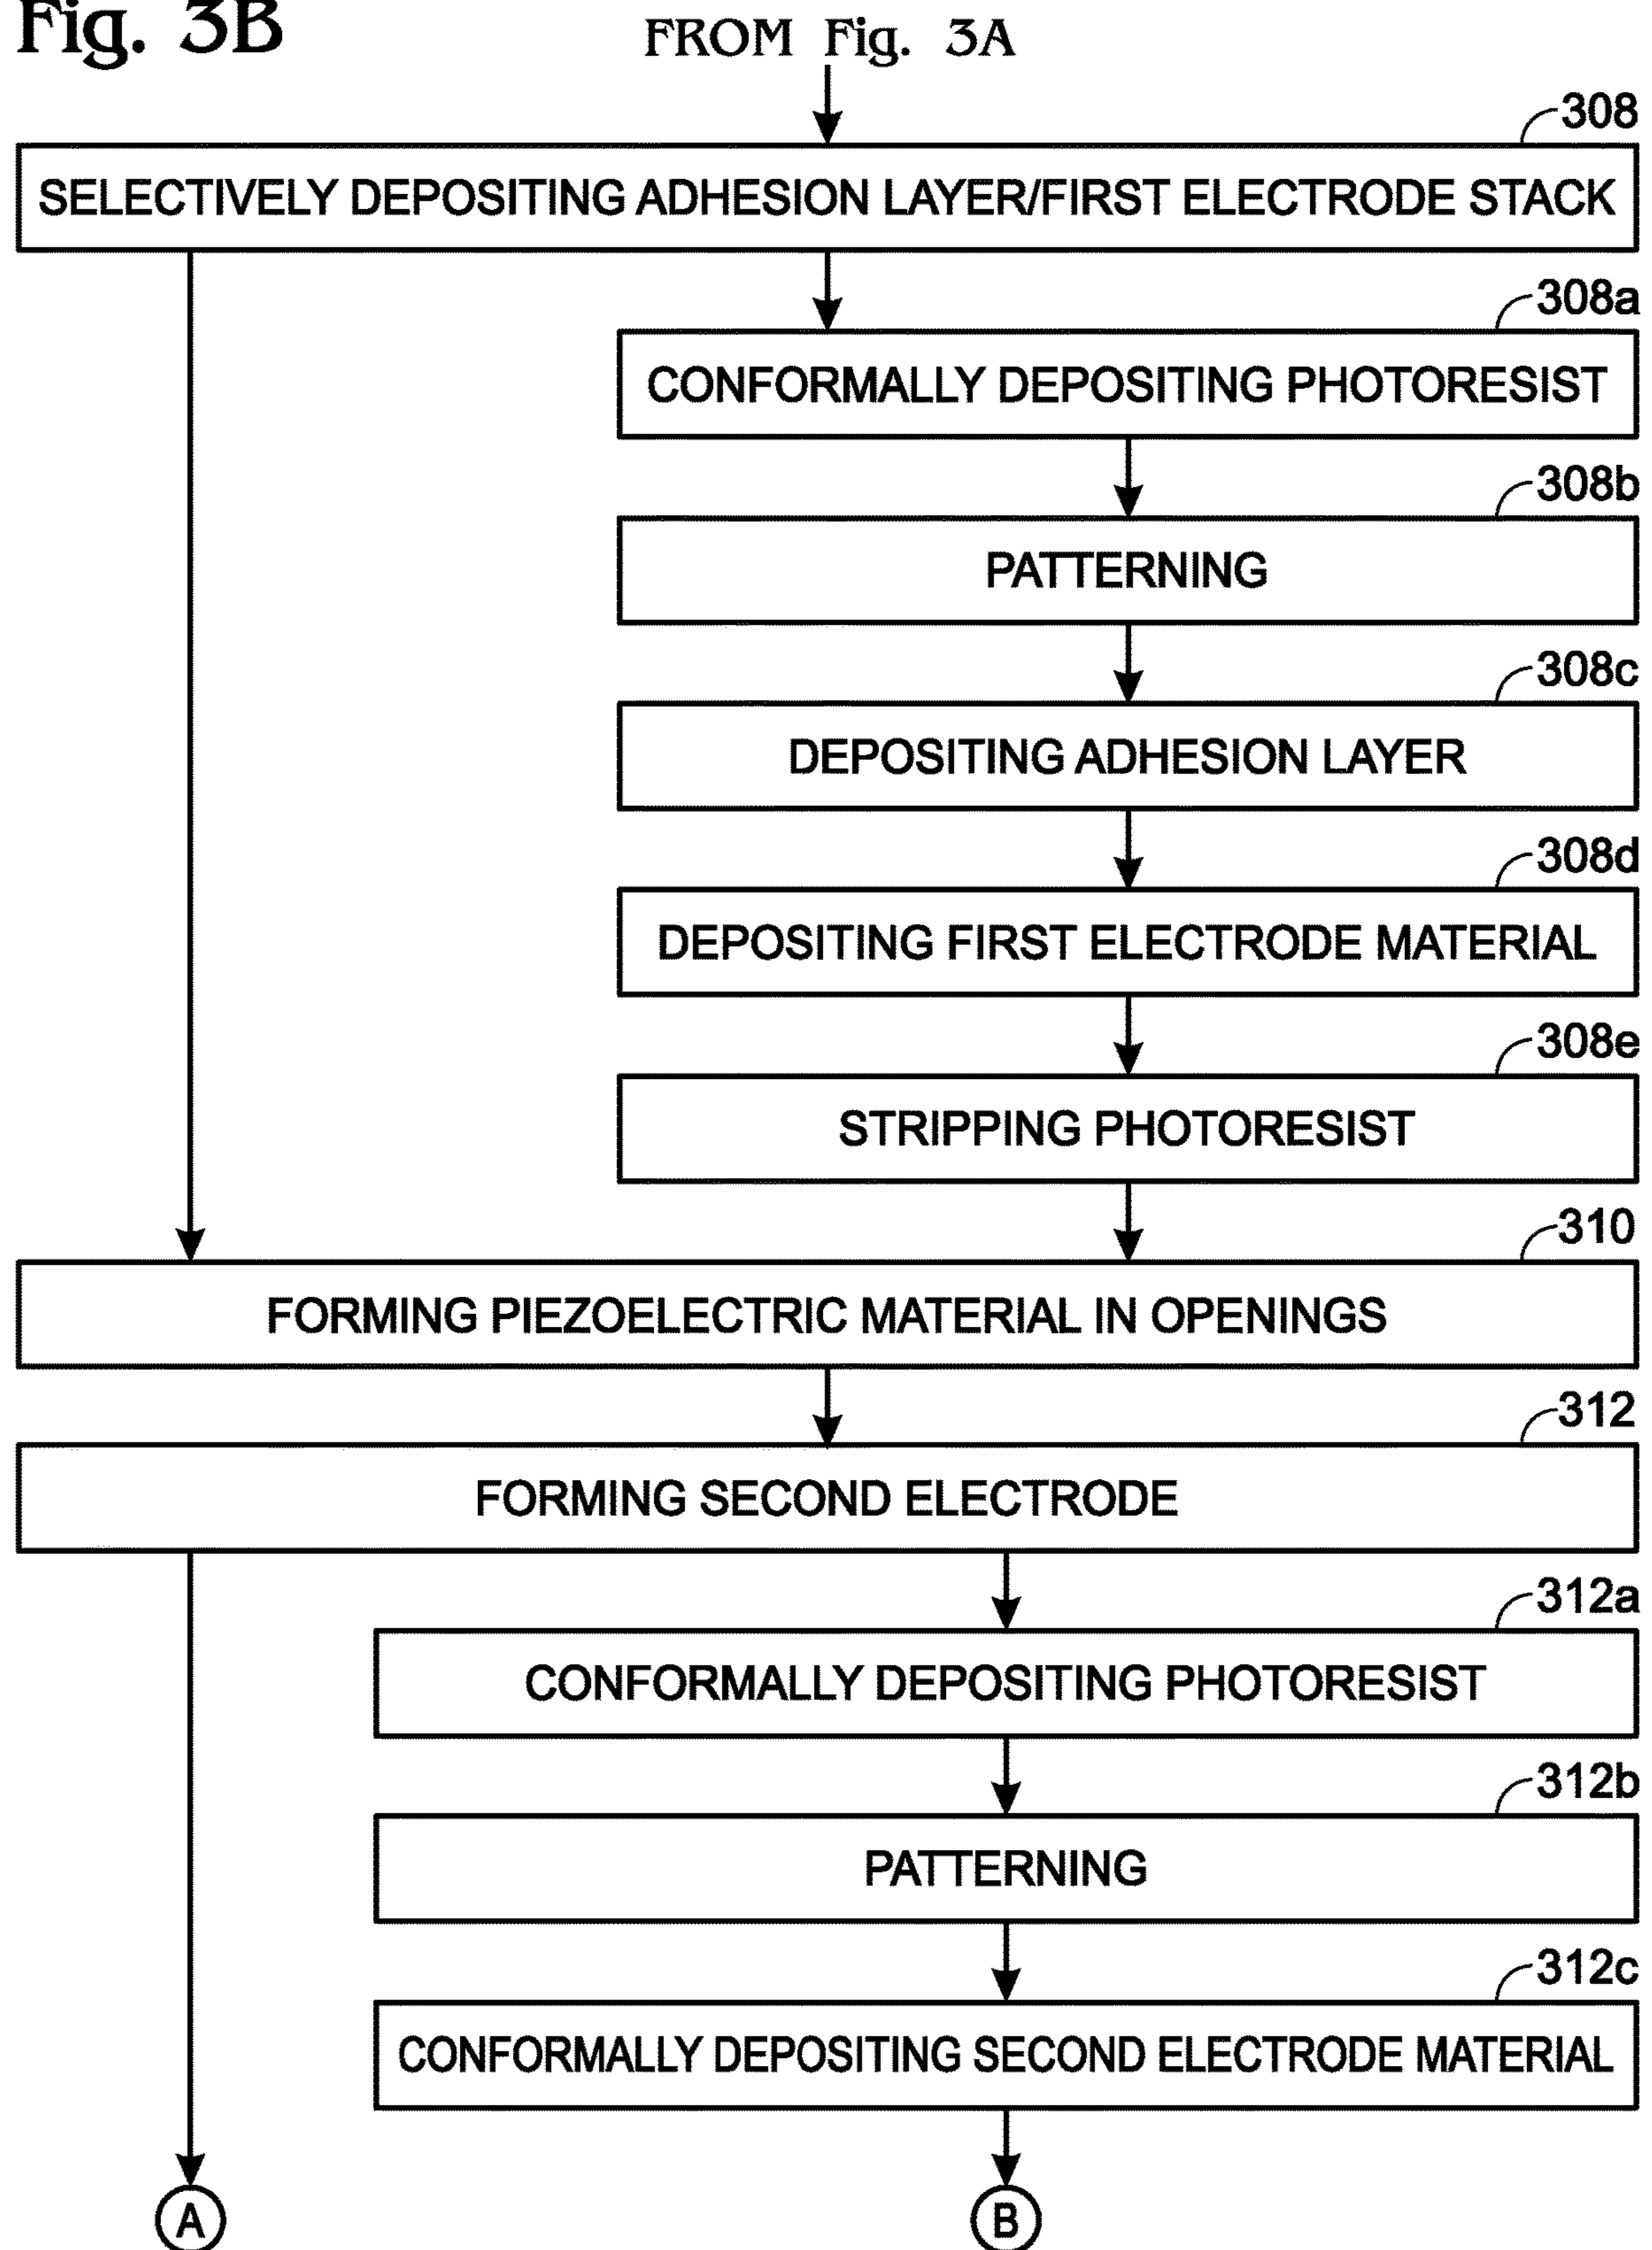 Fig. 3B
FROM Fig. 3A
308
SELECTIVELY DEPOSITING ADHESION LAYER/FIRST ELECTRODE STACK
308a
CONFORMALLY DEPOSITING PHOTORESIST
308b
PATTERNING
308c
DEPOSITING ADHESION LAYER
308d
DEPOSITING FIRST ELECTRODE MATERIAL
308e
STRIPPING PHOTORESIST
310
FORMING PIEZOELECTRIC MATERIAL IN OPENINGS
312
FORMING SECOND ELECTRODE
312a
CONFORMALLY DEPOSITING PHOTORESIST
312b
PATTERNING
312c
CONFORMALLY DEPOSITING SECOND ELECTRODE MATERIAL
A B